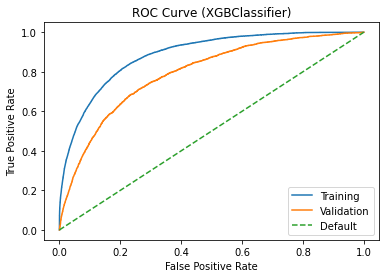 ROC Curve (XGBClassifier)
True Positive Rate
1.0
0.8
0.6
0.4
0.2
0.0
0.0 0.2 0.4 0.6 0.8 1.0
False Positive Rate
Training
Validation
Default